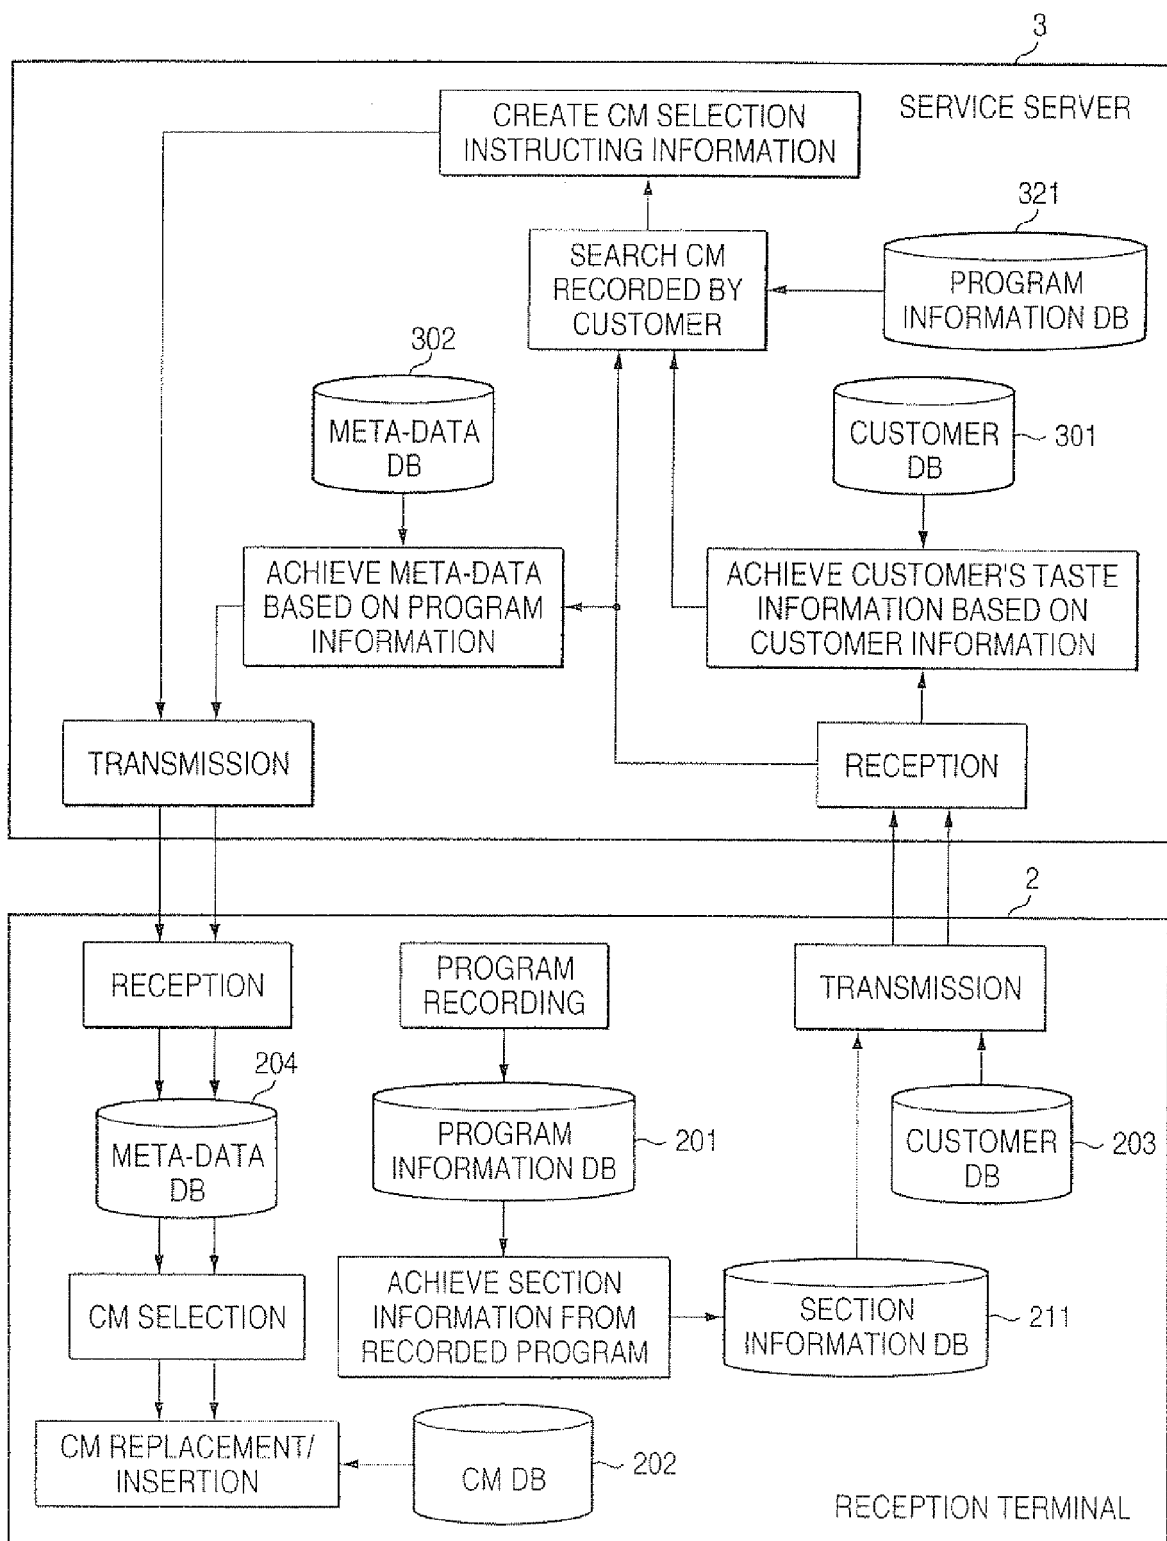 3
SERVICE SERVER
CREATE CM SELECTION
INSTRUCTING INFORMATION
321
SEARCH CM
RECORDED BY
CUSTOMER
PROGRAM
INFORMATION DB
302
META-DATA
DB
CUSTOMER
DB
301
ACHIEVE META-DATA
BASED ON PROGRAM
INFORMATION
ACHIEVE CUSTOMER'S TASTE
INFORMATION BASED ON
CUSTOMER INFORMATION
TRANSMISSION
RECEPTION
2
RECEPTION
PROGRAM
RECORDING
TRANSMISSION
204
META-DATA
DB
PROGRAM
INFORMATION DB
201
CUSTOMER
DB
203
CM SELECTION
ACHIEVE SECTION
INFORMATION FROM
RECORDED PROGRAM
SECTION
INFORMATION DB
211
CM REPLACEMENT/
INSERTION
CM DB
202
RECEPTION TERMINAL